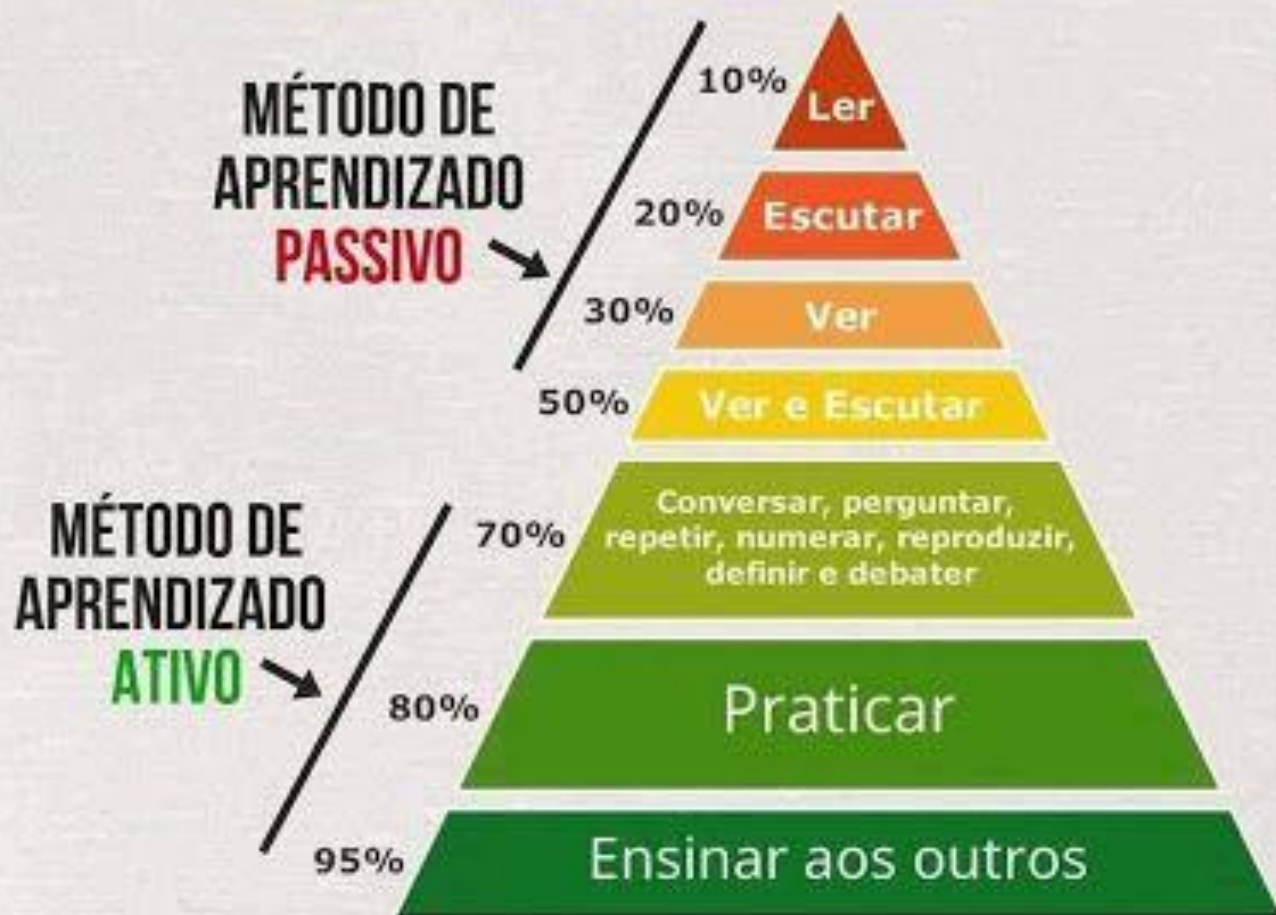 MÉTODO DE
APRENDIZADO
PASSIVO
10%
Ler
20%
Escutar
30%
Ver
50%
Ver e Escutar
MÉTODO DE
APRENDIZADO
ATIVO
70%
Conversar, perguntar,
repetir, numerar, reproduzir,
definir e debater
80%
Praticar
95%
Ensinar aos outros